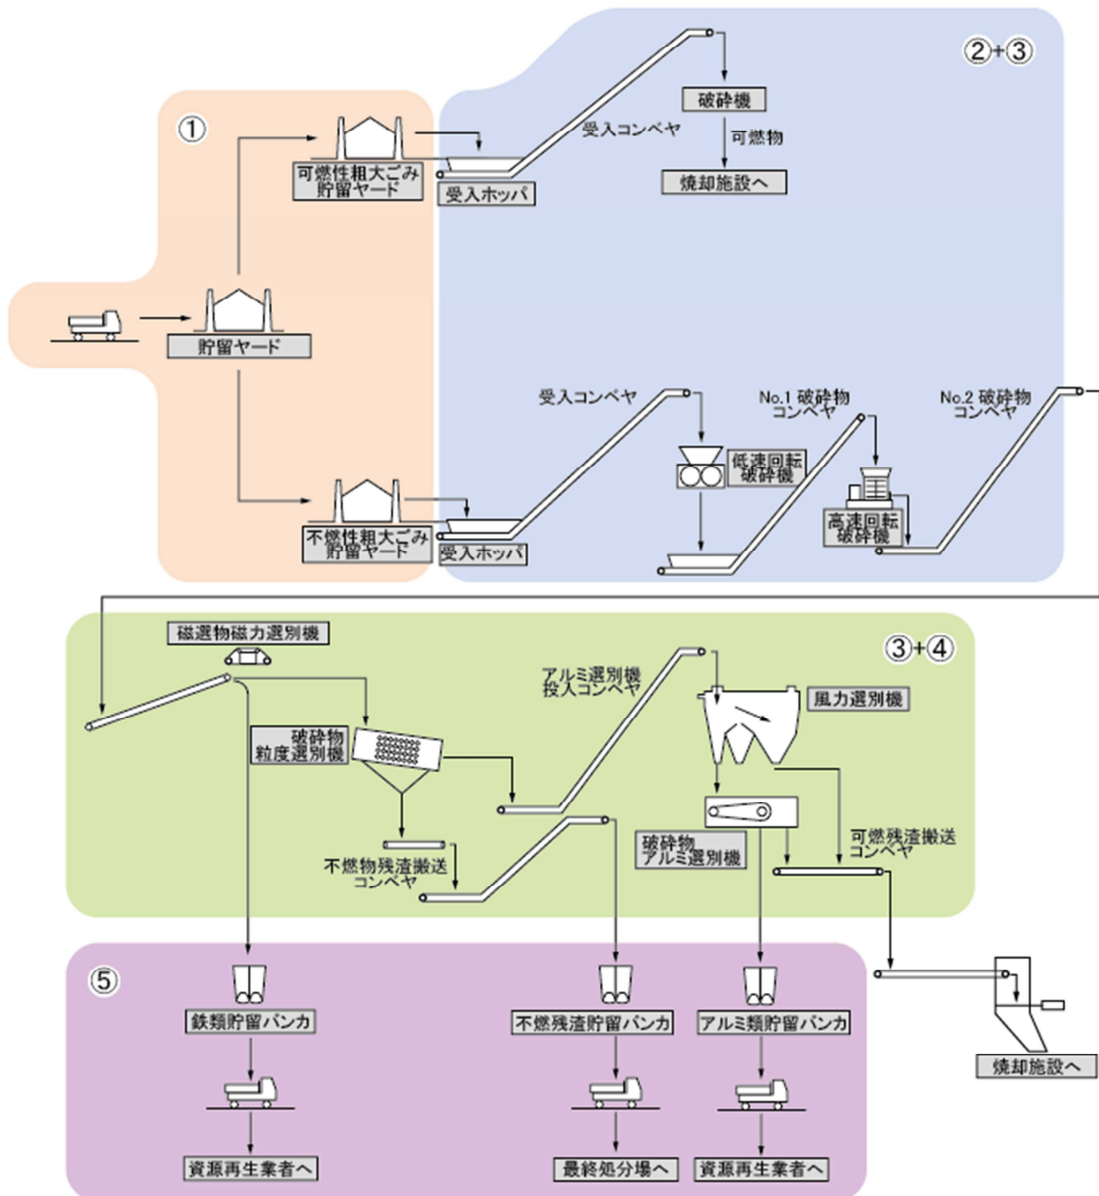 ①
②+③
破砕機
受入コンベヤ
可燃物
焼却施設へ
可燃性粗大ごみ
貯留ヤード
受入ホッパ
貯留ヤード
受入コンベヤ
No.1 破砕物
コンベヤ
No.2 破砕物
コンベヤ
低速回転
破砕機
高速回転
破砕機
不燃性粗大ごみ
貯留ヤード
受入ホッパ
磁選物磁力選別機
③+④
アルミ選別機
投入コンベヤ
風力選別機
破砕物
粒度選別機
不燃物残渣搬送
コンベヤ
破砕物
アルミ選別機
可燃残渣搬送
コンベヤ
⑤
鉄類貯留バンカ
不燃残渣貯留バンカ
アルミ類貯留バンカ
焼却施設へ
資源再生業者へ
最終処分場へ
資源再生業者へ